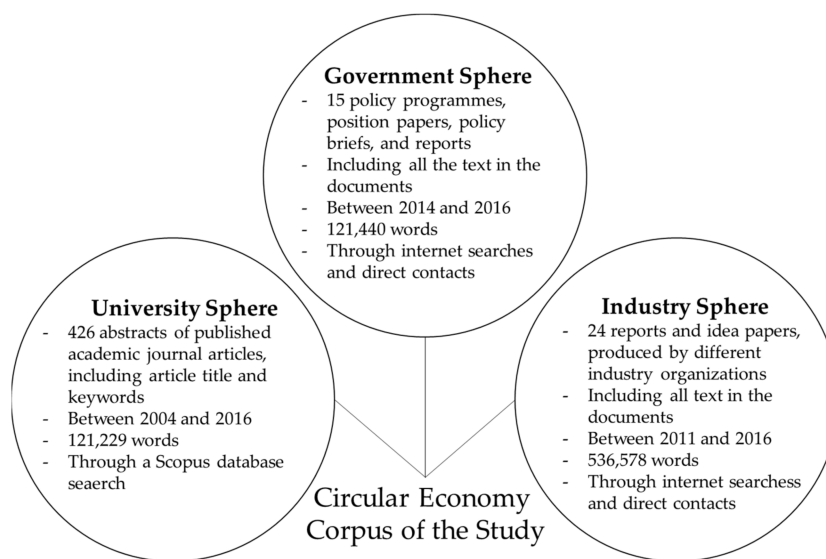 Government Sphere
- 15 policy programmes,
position papers, policy
briefs, and reports
- Including all the text in the
documents
- Between 2014 and 2016
- 121,440 words
- Through internet searches
and direct contacts
University Sphere
- 426 abstracts of published
academic journal articles,
including article title and
keywords
- Between 2004 and 2016
- 121,229 words
- Through a Scopus database
seaerch
Industry Sphere
- 24 reports and idea papers,
produced by different
industry organizations
- Including all text in the
documents
- Between 2011 and 2016
- 536,578 words
- Through internet searchess
and direct contacts
Circular Economy
Corpus of the Study